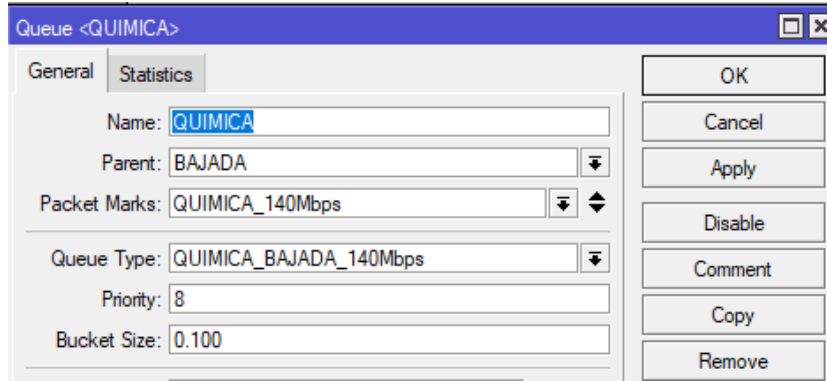 Queue <QUIMICA>
General Statistics
OK
Name: QUIMICA
Cancel
Parent: BAJADA
Apply
Packet Marks: QUIMICA_140Mbps
Disable
Queue Type: QUIMICA_BAJADA_140Mbps
Comment
Priority: 8
Copy
Bucket Size: 0.100
Remove